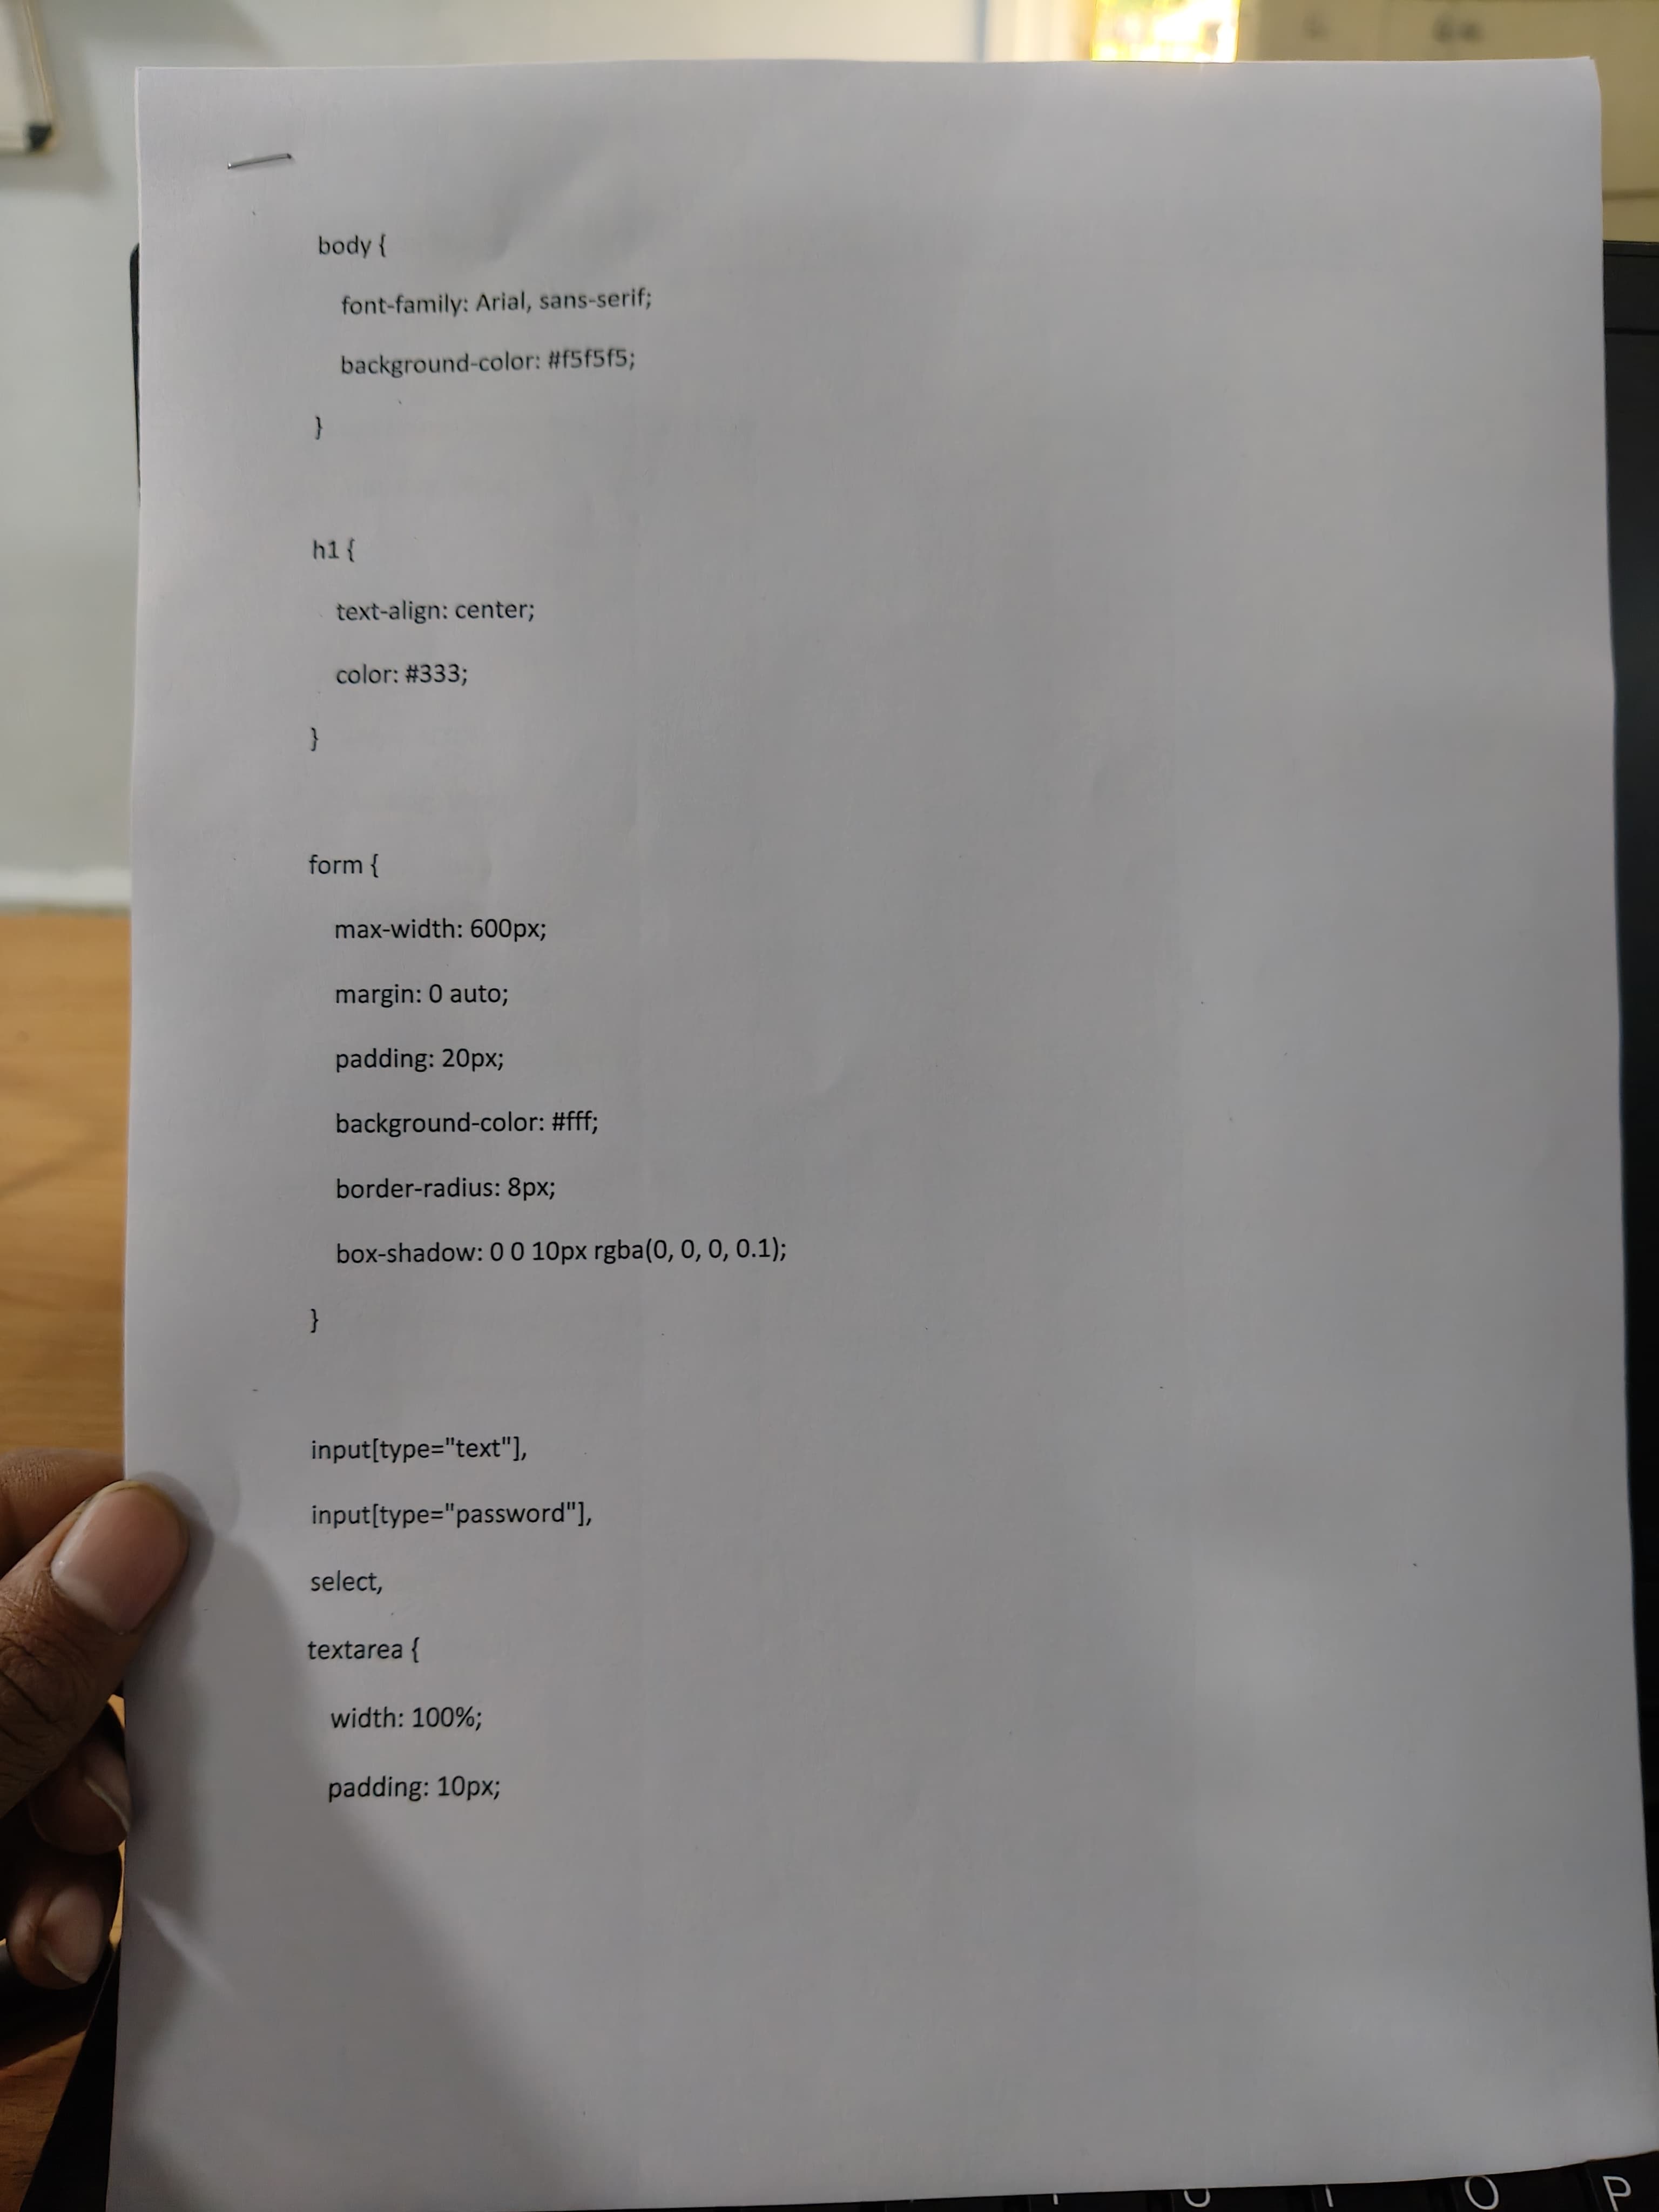 body {
font-family: Arial, sans-serif;
background-color: #f5f5f5;
}
h1 {
text-align: center;
color: #333;
}
form {
max-width: 600px;
margin: 0 auto;
padding: 20px;
background-color: #fff;
border-radius: 8px;
box-shadow: 0 0 10px rgba(0, 0, 0, 0.1);
}
input[type="text"],
input[type="password"],
select,
textarea {
width: 100%;
padding: 10px;
O P